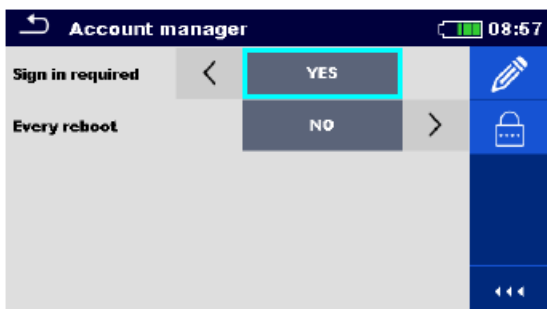 Account manager 08:57
Sign in required YES
Every reboot NO